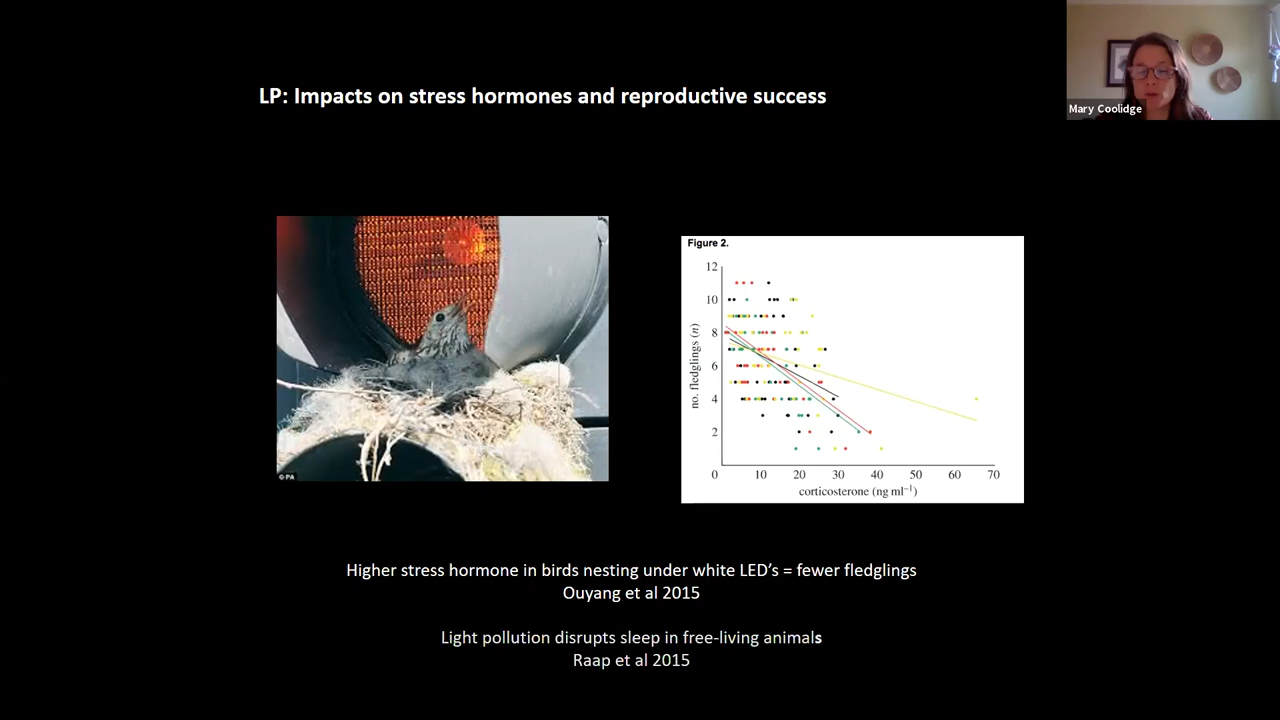 LP: Impacts on stress hormones and reproductive success
Mary Coolidge
© PA
Figure 2.
12
10
8
6
4
2
0
no. fledglings (n)
10 20 30 40 50 60 70
corticosterone (ng ml⁻¹)
Higher stress hormone in birds nesting under white LED’s = fewer fledglings
Ouyang et al 2015
Light pollution disrupts sleep in free-living animals
Raap et al 2015